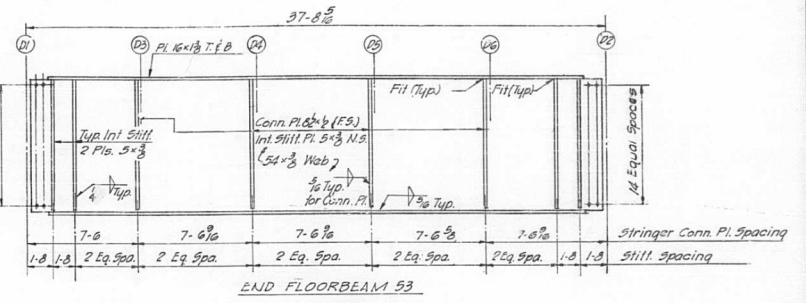 37-8 5/16
D1 D3 D4 D5 D6 D2
Pl. 16×1 3/8 T. & B.
Fit (Typ.) Fit (Typ.)
Conn. Pl. 6 1/2×1/2 (F.S.)
Typ. Int. Stiff. Int. Stiff. Pl. 5×3/8 N.S.
2 Pls. 5×3/8
54×3/8 Web
1/4 Typ.
5/16 Typ.
for Conn. Pl.
5/16 Typ.
14 Equal Spaces
7-6 7-6 9/16 7-6 9/16 7-6 5/8 7-6 9/16 Stringer Conn. Pl. Spacing
1-8 1-8 2 Eq. Spa. 2 Eq. Spa. 2 Eq. Spa. 2 Eq. Spa. 2 Eq. Spa. 1-8 1-8 Stiff. Spacing
END FLOORBEAM 53